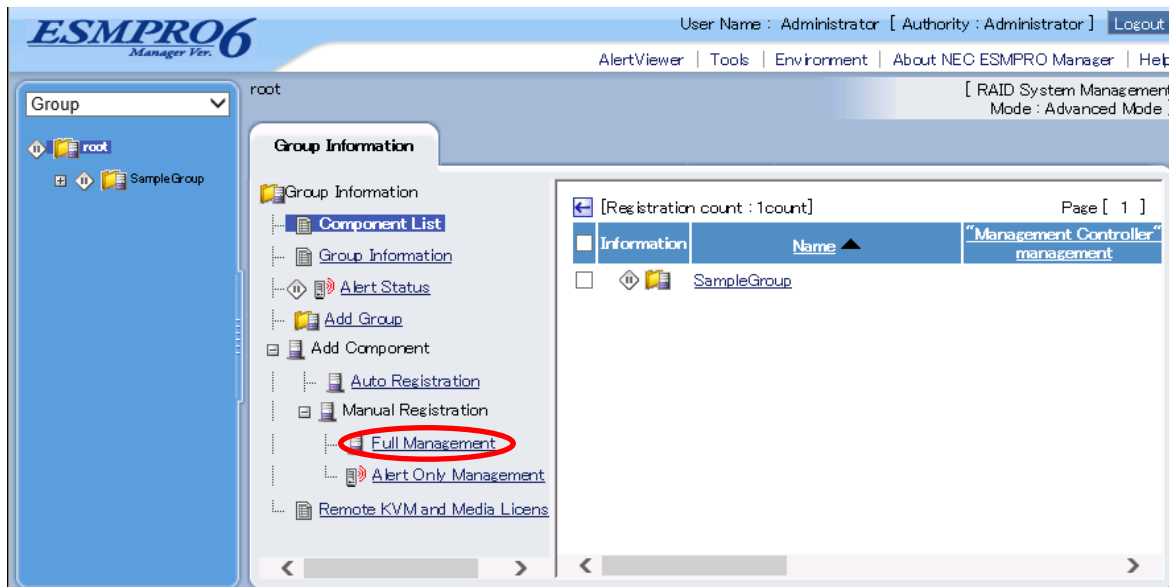 ESMPRO6
Manager Ver.
User Name : Administrator [ Authority : Administrator ] Logout
AlertViewer | Tools | Environment | About NEC ESMPRO Manager | Help
Group
root
SampleGroup
root
[ RAID System Management
Mode : Advanced Mode ]
Group Information
Group Information
Component List
Group Information
Alert Status
Add Group
Add Component
Auto Registration
Manual Registration
Full Management
Alert Only Management
Remote KVM and Media Licens
[Registration count : 1count] Page [ 1 ]
Information Name ▲ "Management Controller" management
SampleGroup